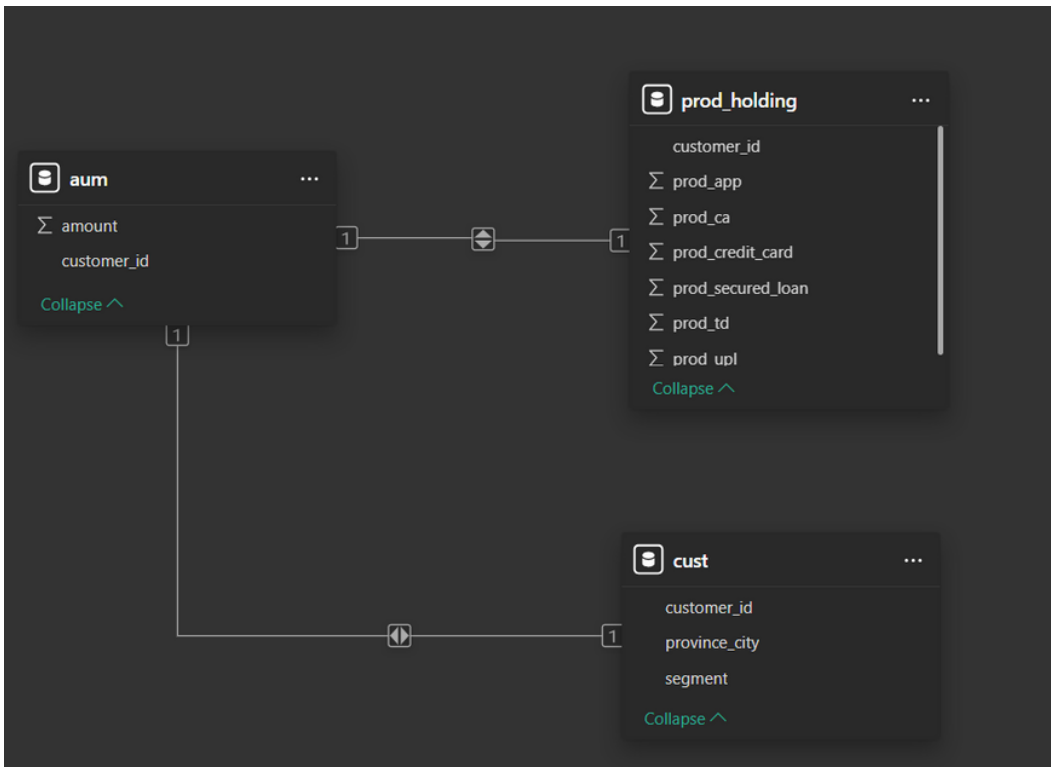 aum
amount
customer_id
Collapse
1
1
1
1
prod_holding
customer_id
prod_app
prod_ca
prod_credit_card
prod_secured_loan
prod_td
prod_upl
Collapse
cust
customer_id
province_city
segment
Collapse